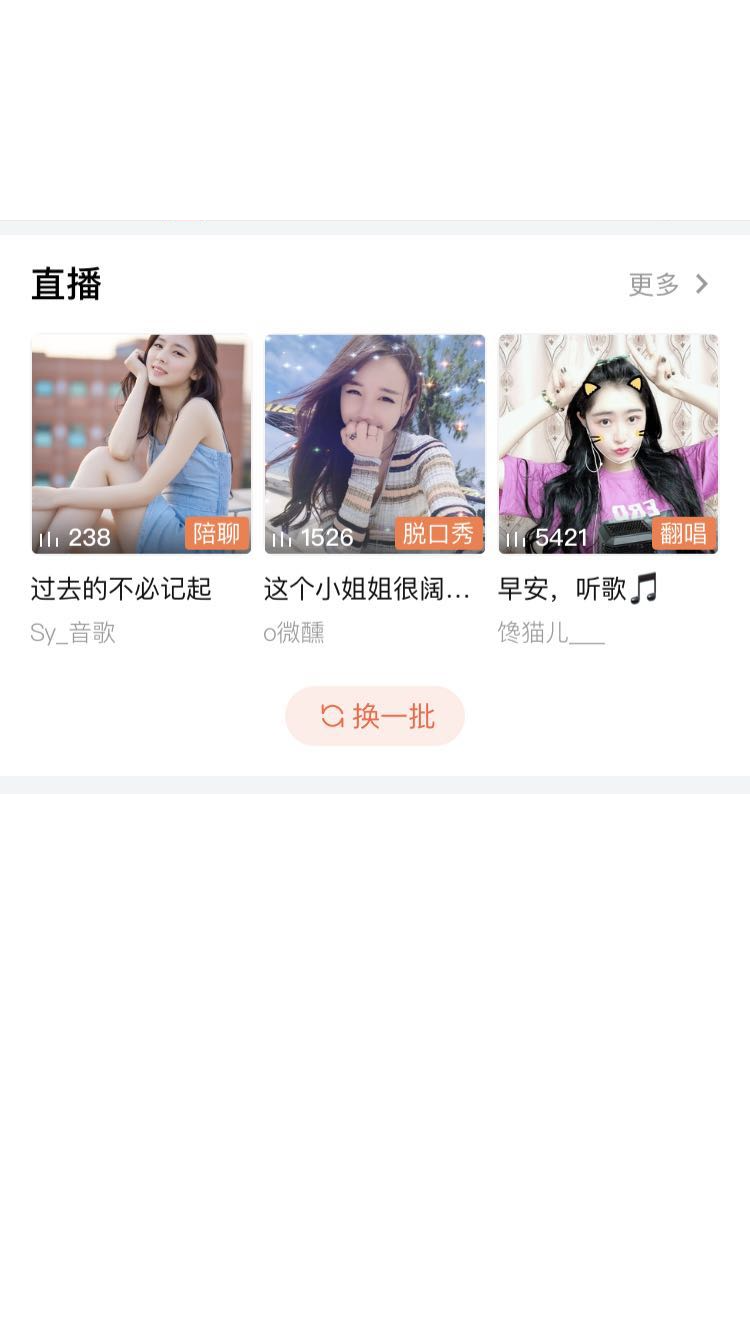 直播
更多
238
陪聊
1526
脱口秀
5421
翻唱
过去的不必记起
这个小姐姐很阔...
早安，听歌🎵
Sy_音歌
o微醺
馋猫儿___
换一批